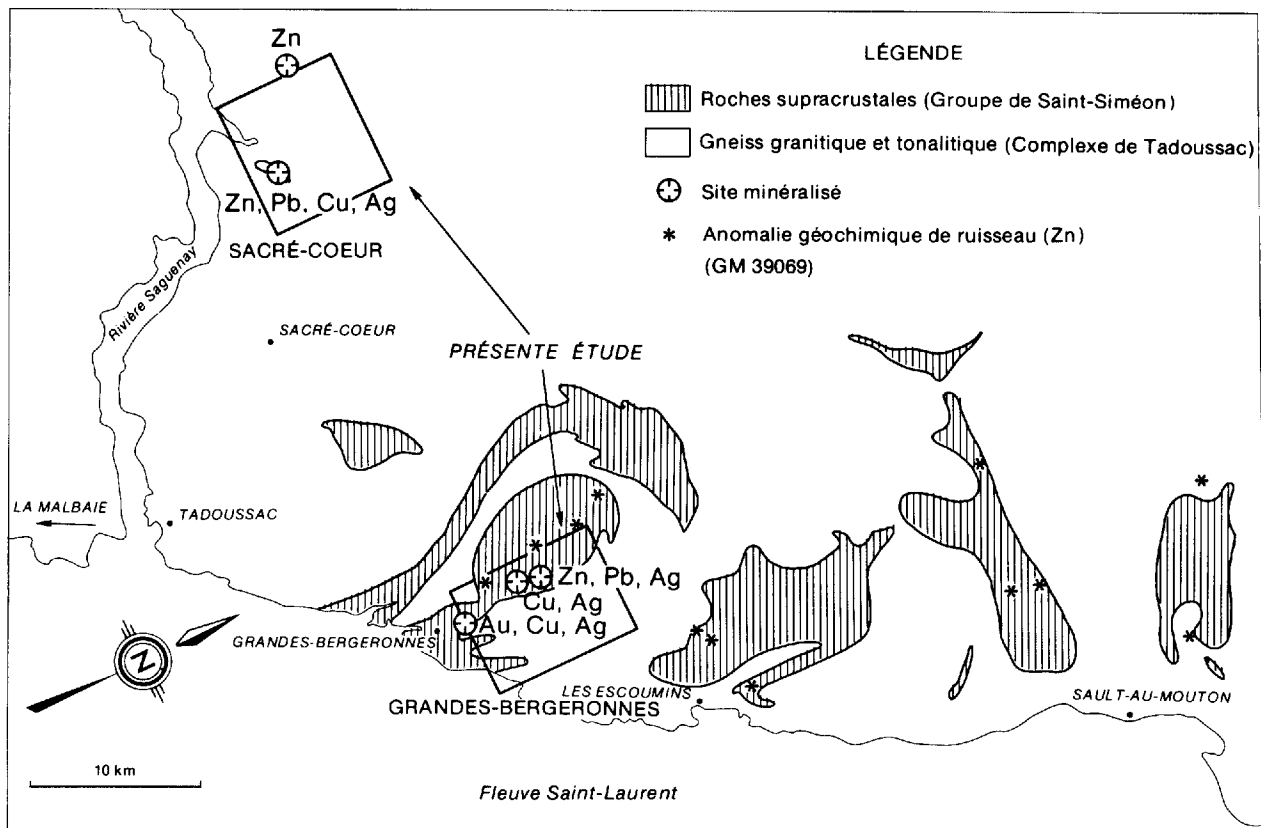 Zn
LÉGENDE
Roches supracrustales (Groupe de Saint-Siméon)
Gneiss granitique et tonalitique (Complexe de Tadoussac)
Site minéralisé
Anomalie géochimique de ruisseau (Zn)
(GM 39069)
Zn, Pb, Cu, Ag
SACRÉ-COEUR
Rivière Saguenay
SACRÉ-COEUR
PRÉSENTE ÉTUDE
LA MALBAIE
TADOUSSAC
Zn, Pb, Ag
Cu, Ag
Au, Cu, Ag
GRANDES-BERGERONNES
N
LES ESCOUMINS
SAULT-AU-MOUTON
GRANDES-BERGERONNES
10 km
Fleuve Saint-Laurent